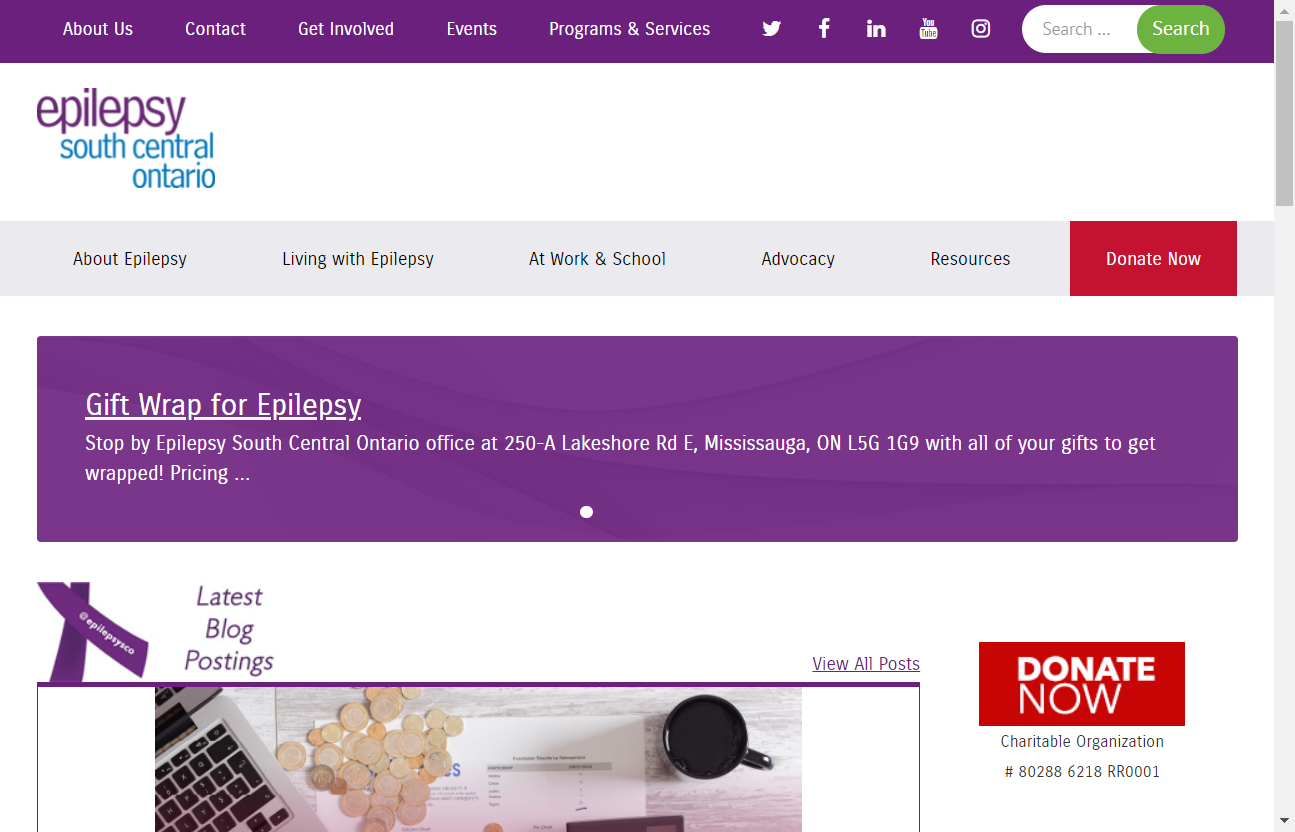 About Us Contact Get Involved Events Programs & Services You Tube Search ... Search
epilepsy
south central
ontario
About Epilepsy Living with Epilepsy At Work & School Advocacy Resources Donate Now
Gift Wrap for Epilepsy
Stop by Epilepsy South Central Ontario office at 250-A Lakeshore Rd E, Mississauga, ON L5G 1G9 with all of your gifts to get
wrapped! Pricing ...
@epilepsysco
Latest
Blog
Postings
View All Posts
DONATE
NOW
Charitable Organization
# 80288 6218 RR0001